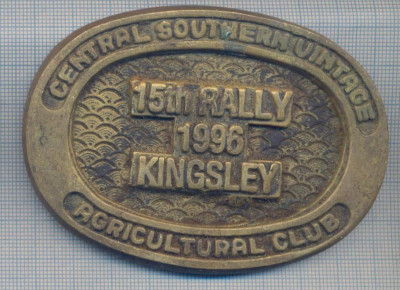 CENTRAL SOUTHERN VINTAGE
15th RALLY
1996
KINGSLEY
AGRICULTURAL CLUB